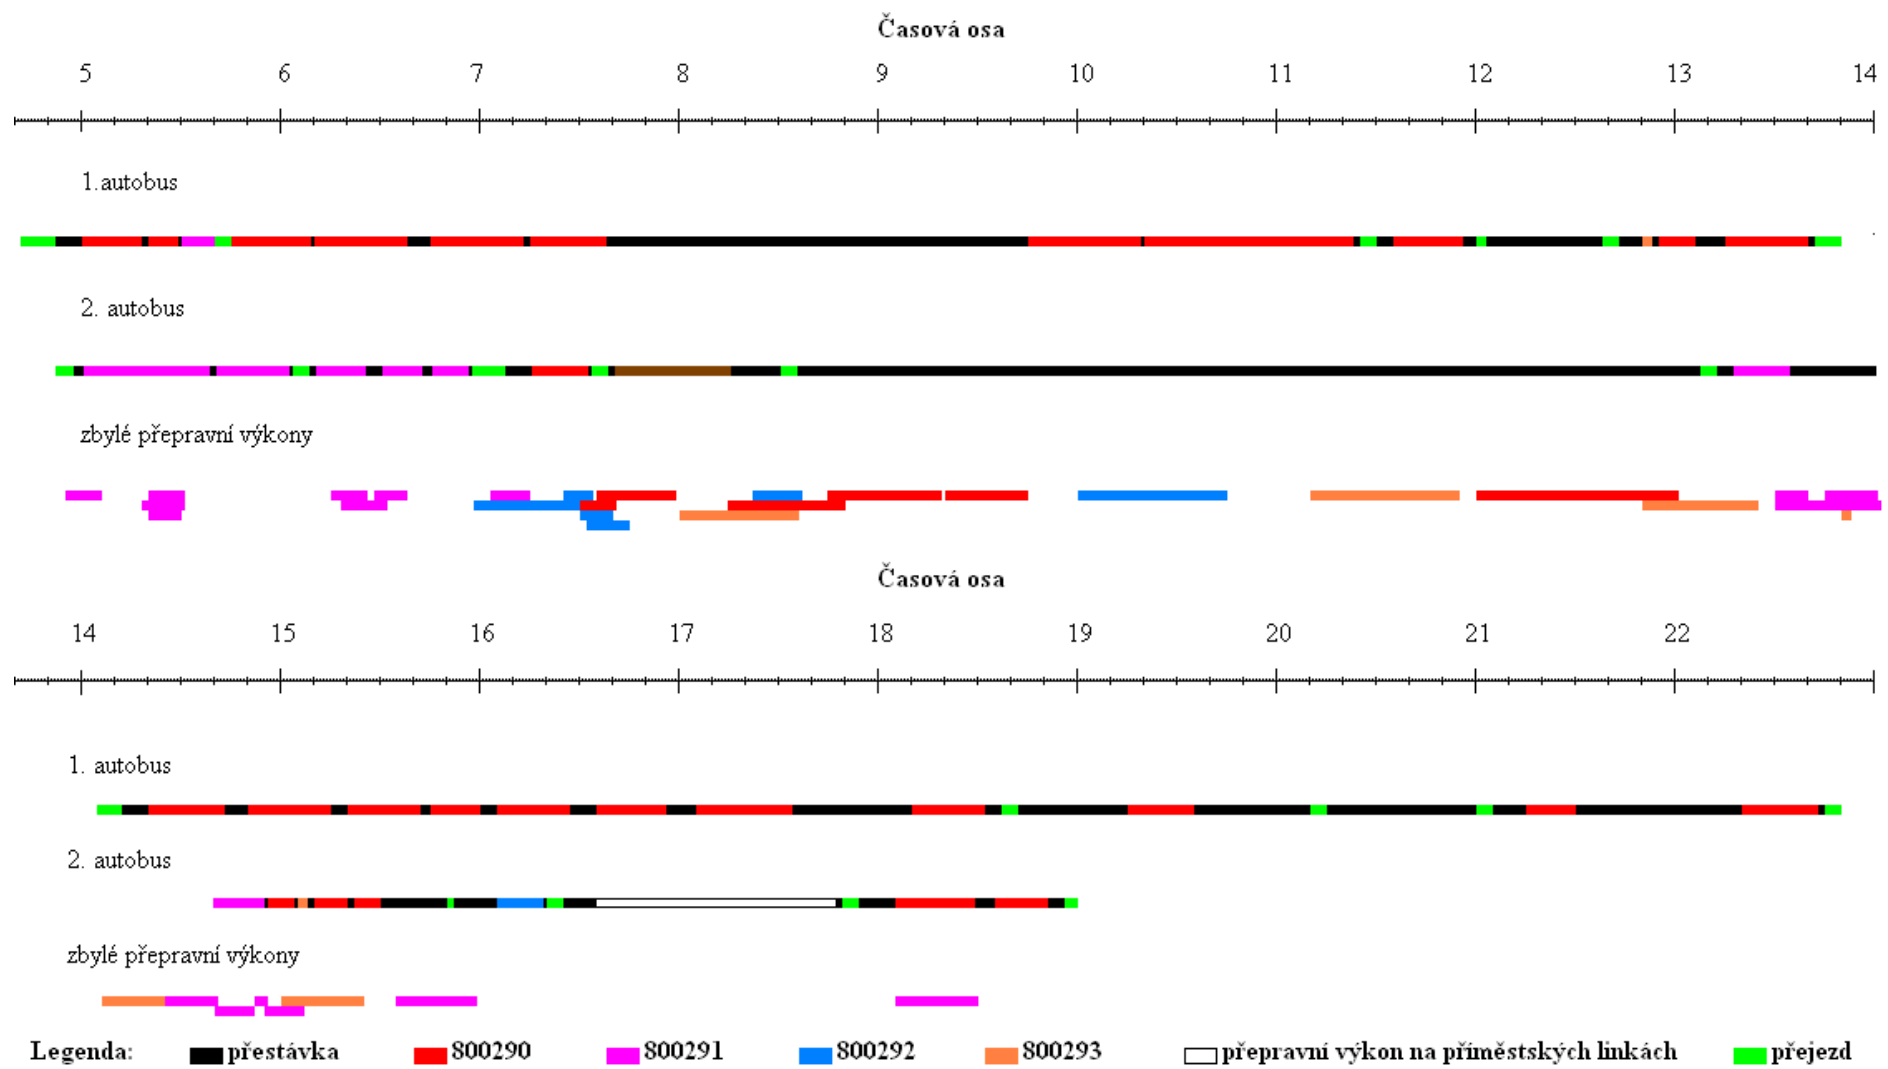 Časová osa
5 6 7 8 9 10 11 12 13 14
1.autobus
2. autobus
zbylé přepravní výkony
Časová osa
14 15 16 17 18 19 20 21 22
1. autobus
2. autobus
zbylé přepravní výkony
Legenda: přestávka 800290 800291 800292 800293 přepravní výkon na příměstských linkách přejezd